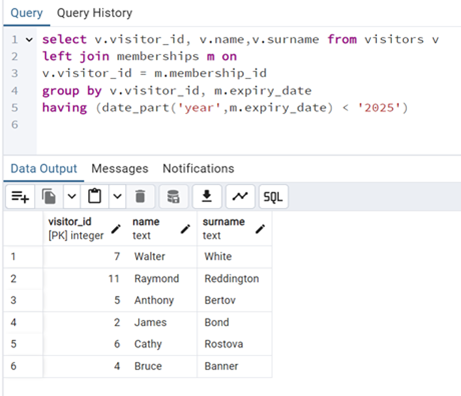 Query Query History
1 select v.visitor_id, v.name,v.surname from visitors v
2 left join memberships m on
3 v.visitor_id = m.membership_id
4 group by v.visitor_id, m.expiry_date
5 having (date_part('year',m.expiry_date) < '2025')
6
Data Output Messages Notifications
SQL
visitor_id name surname
[PK] integer text text
1 7 Walter White
2 11 Raymond Reddington
3 5 Anthony Bertov
4 2 James Bond
5 6 Cathy Rostova
6 4 Bruce Banner